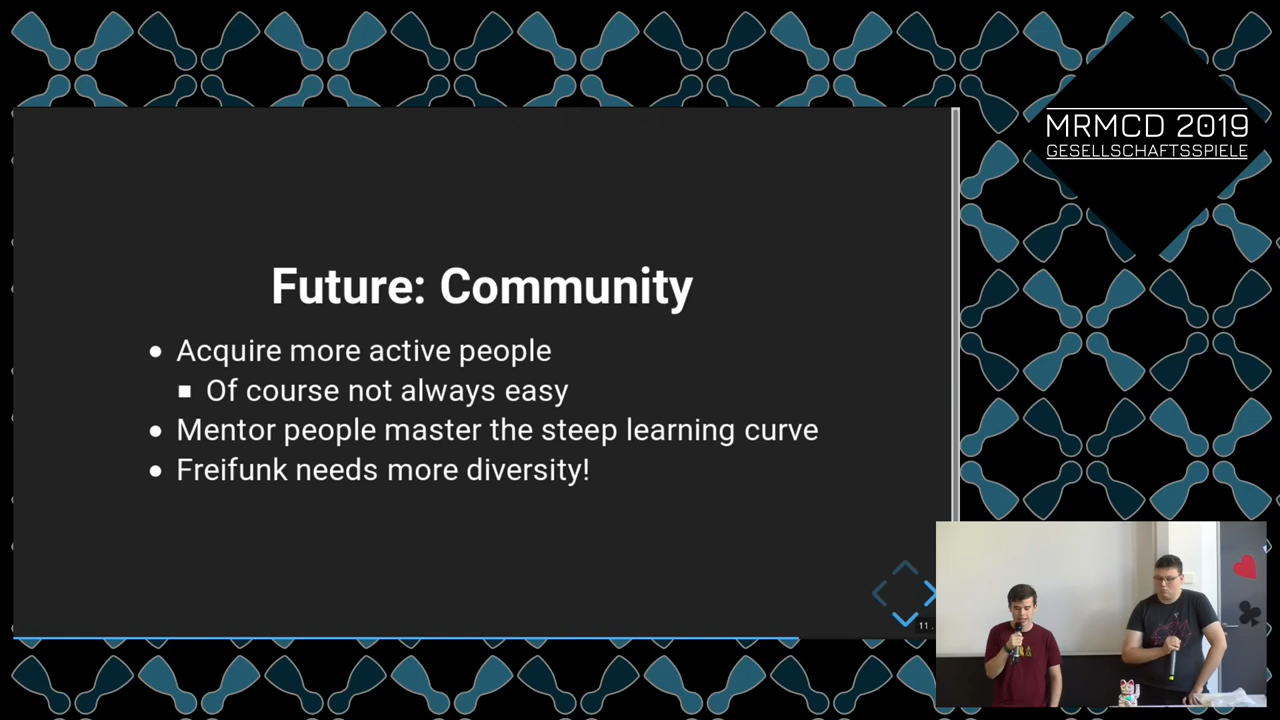 MRMCD 2019
GESELLSCHAFTSSPIELE
Future: Community
Acquire more active people
Of course not always easy
Mentor people master the steep learning curve
Freifunk needs more diversity!
11.